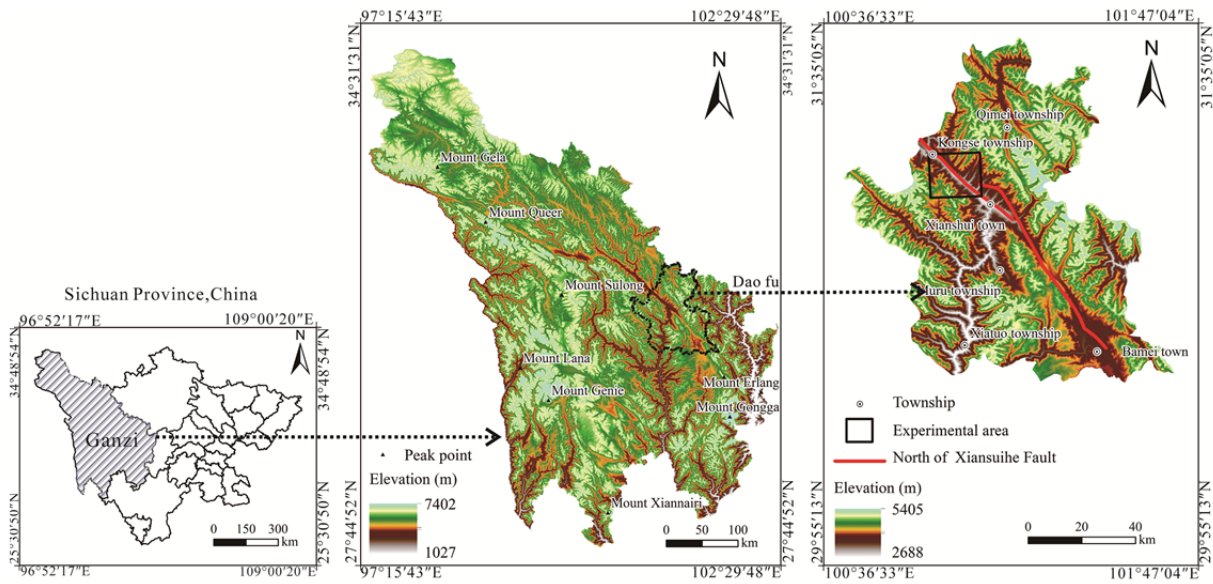 Sichuan Province,China
96°52′17″E
109°00′20″E
34°48′54″N
34°48′54″N
N
Ganzi
0 150 300
km
25°30′50″N
25°30′50″N
96°52′17″E
109°00′20″E
97°15′43″E
102°29′48″E
34°31′31″N
34°31′31″N
N
Mount Gela
Mount Queer
Mount Sulong
Dao fu
Mount Lana
Mount Genie
Mount Erlang
Mount Gongga
Mount Xiannairi
Peak point
Elevation (m)
7402
1027
0 50 100
km
27°44′52″N
27°44′52″N
97°15′43″E
102°29′48″E
100°36′33″E
101°47′04″E
31°35′05″N
31°35′05″N
N
Qimei township
Kongse township
Xianshui town
township
Xiatuo township
Bamei town
Township
Experimental area
North of Xiansuihe Fault
Elevation (m)
5405
2688
0 20 40
km
29°55′13″N
29°55′13″N
100°36′33″E
101°47′04″E